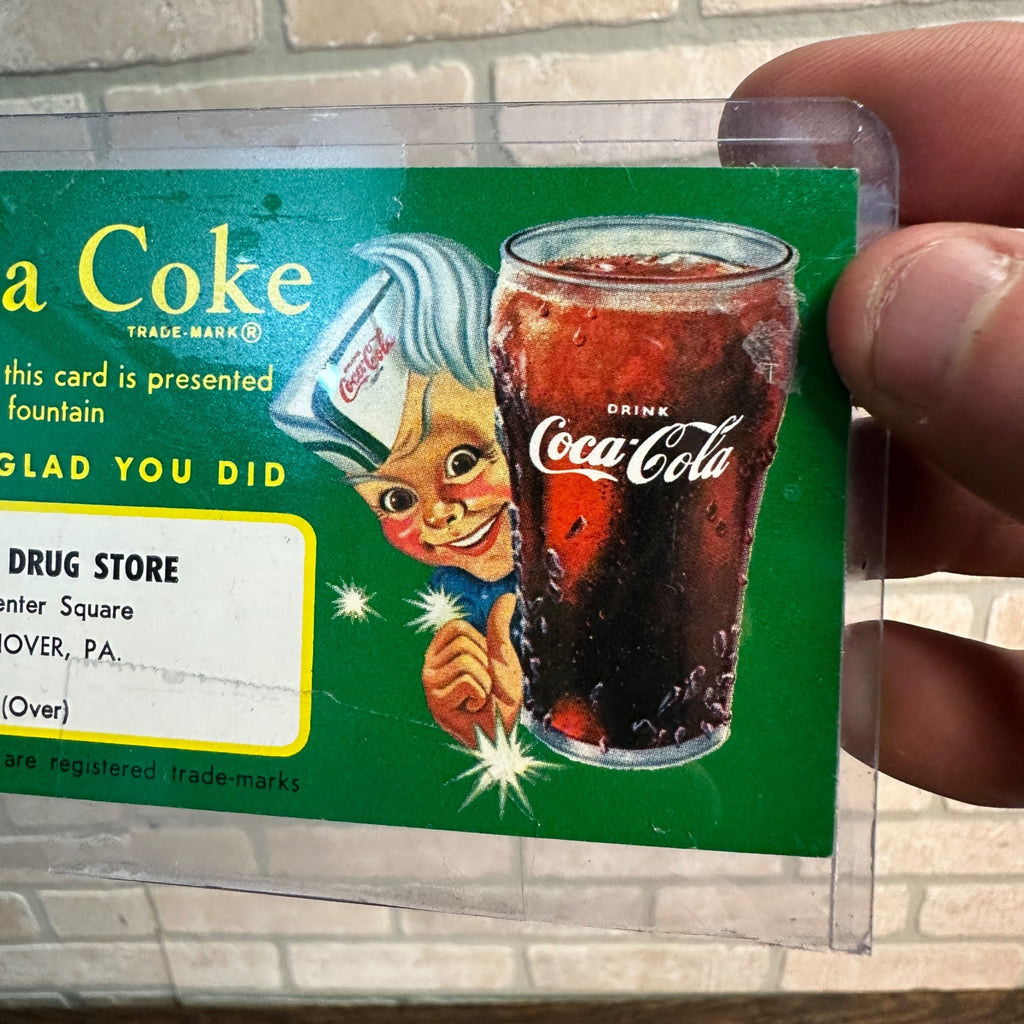 a Coke
TRADE-MARK ®
this card is presented
fountain
GLAD YOU DID
DRUG STORE
enter Square
OVER, PA.
(Over)
are registered trade-marks
Coca-Cola
DRINK
Coca-Cola